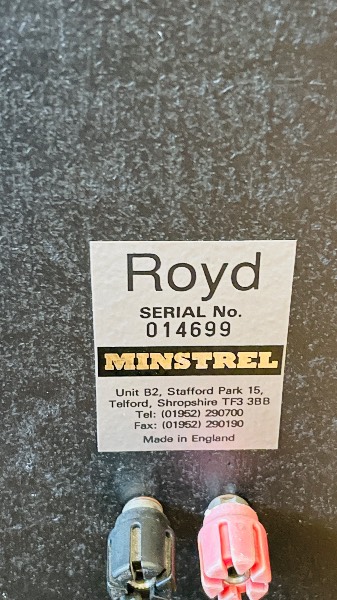 Royd
SERIAL No.
014699
MINSTREL
Unit B2, Stafford Park 15,
Telford, Shropshire TF3 3BB
Tel: (01952) 290700
Fax: (01952) 290190
Made in England